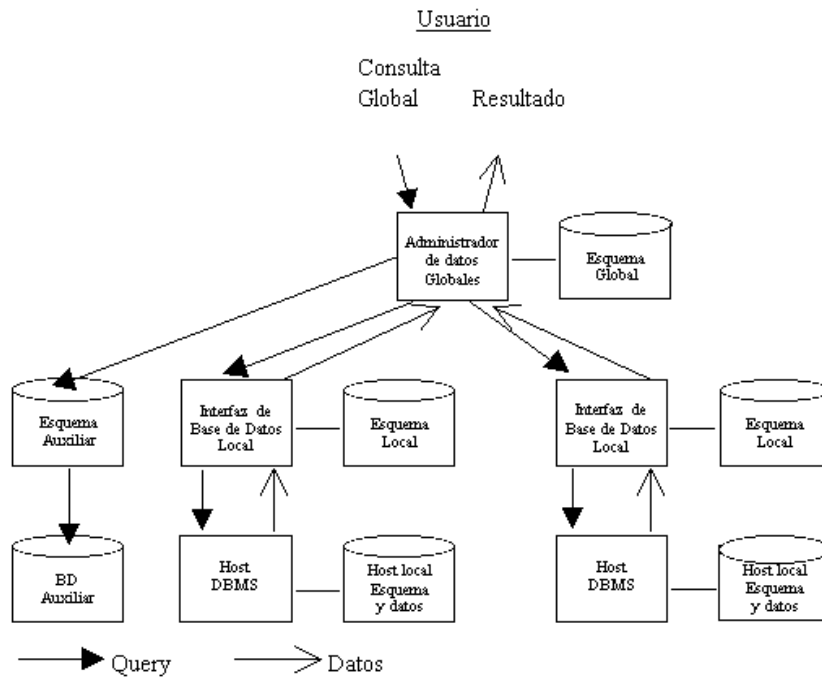 Usuario
Consulta
Global
Resultado
Administrador
de datos
Globales
Esquema
Global
Esquema
Auxiliar
Interfaz de
Base de Datos
Local
Esquema
Local
Interfaz de
Base de Datos
Local
Esquema
Local
BD
Auxiliar
Host
DBMS
Host local
Esquema
y datos
Host
DBMS
Host local
Esquema
y datos
Query
Datos